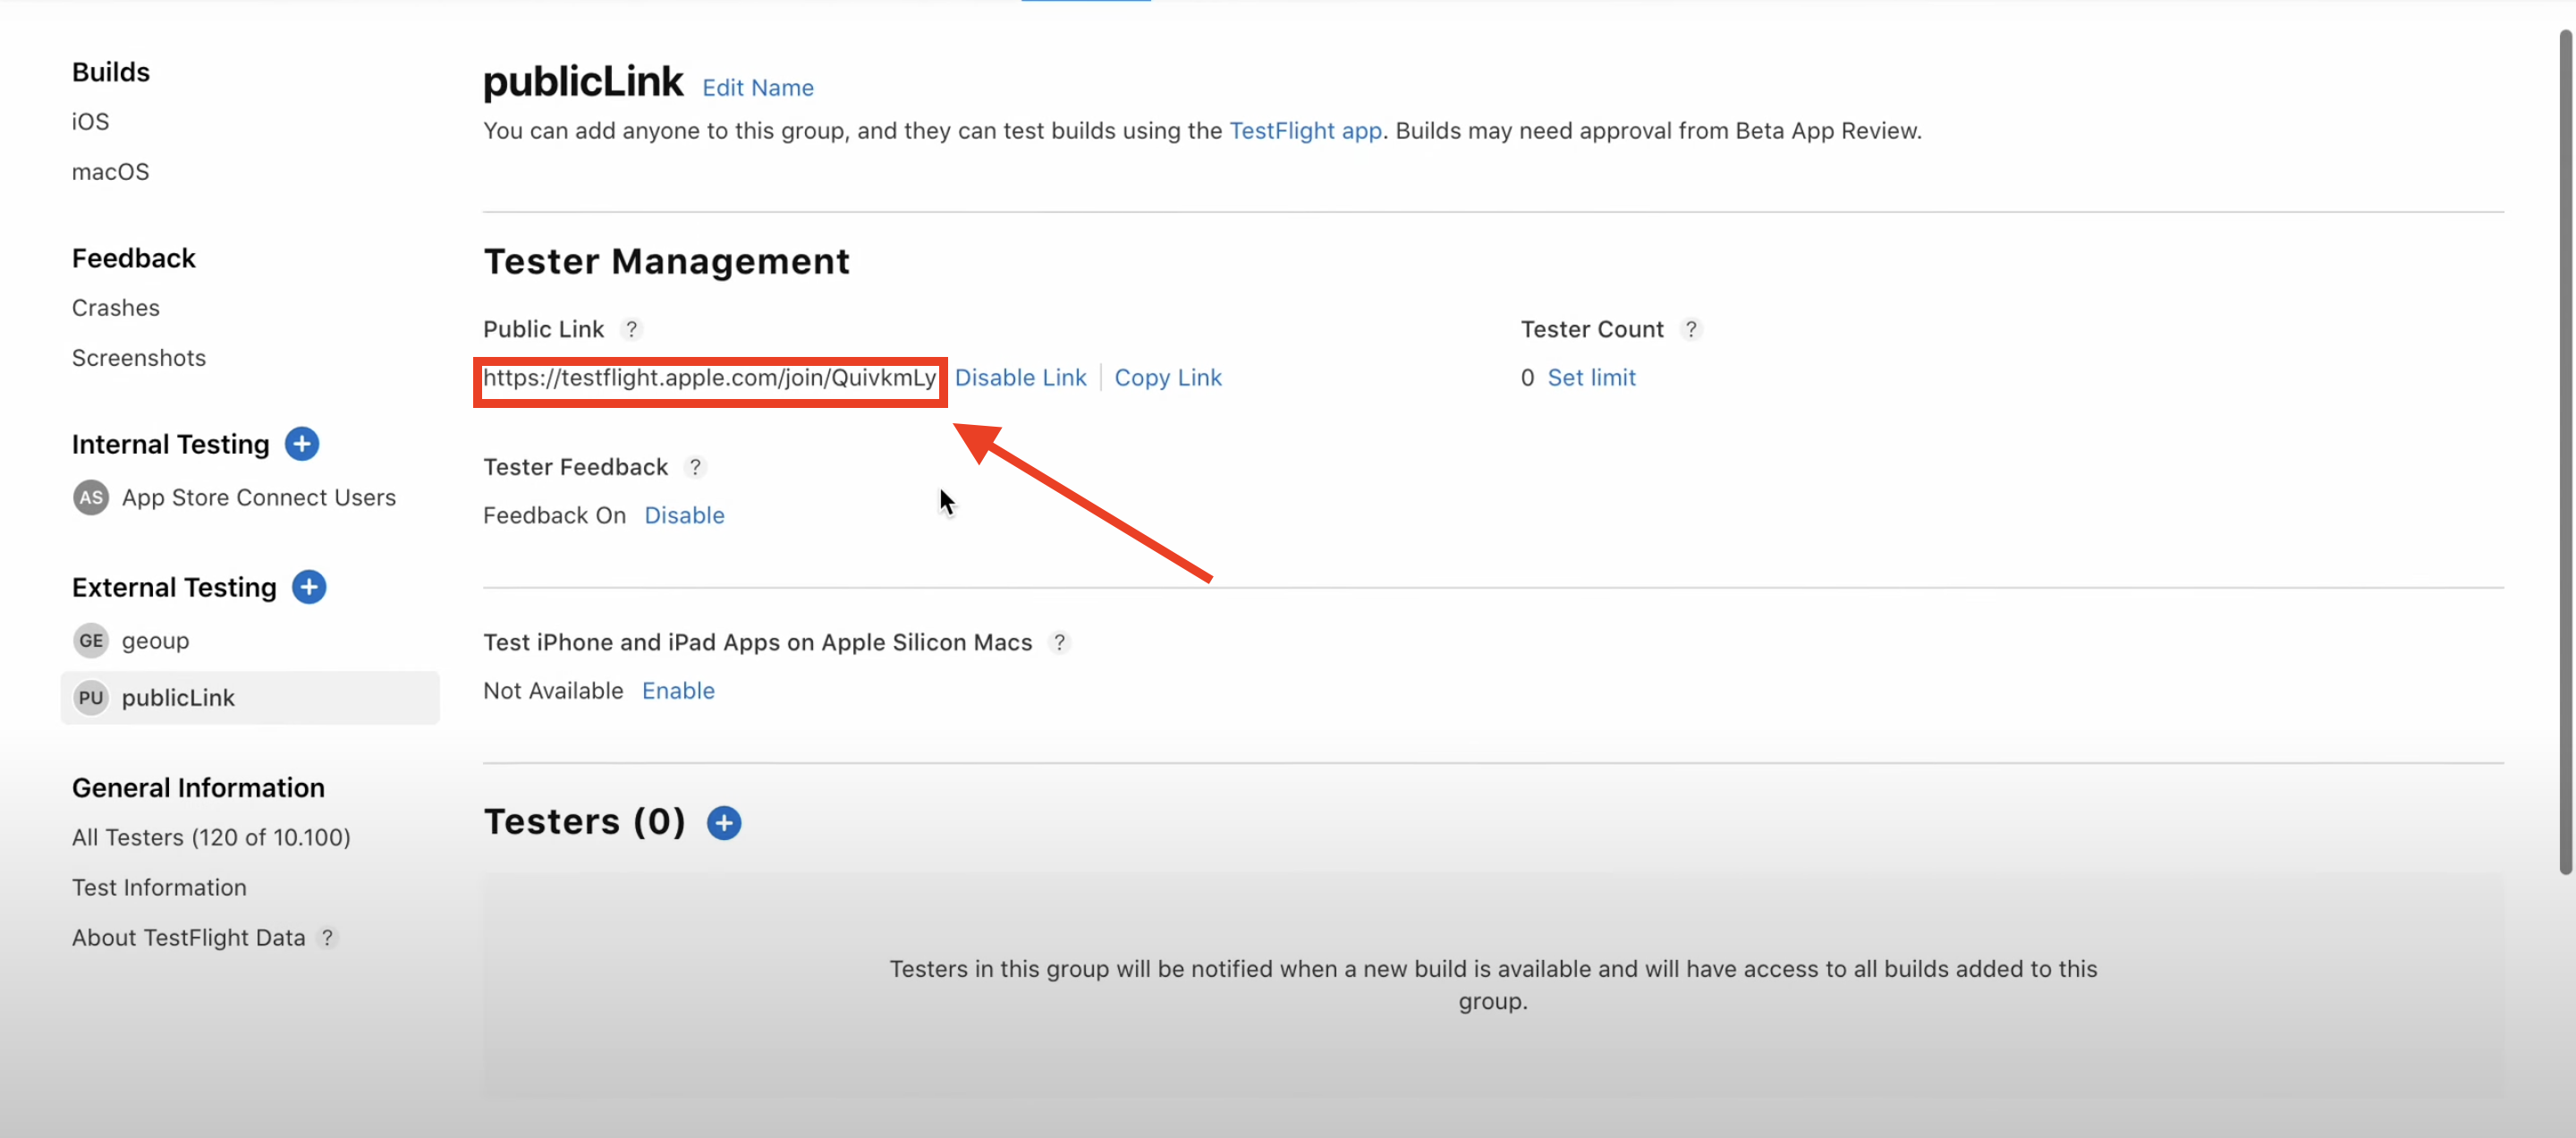 Builds
iOS
macOS
Feedback
Crashes
Screenshots
Internal Testing +
AS App Store Connect Users
External Testing +
GE geoup
PU publicLink
General Information
All Testers (120 of 10.100)
Test Information
About TestFlight Data ?
publicLink Edit Name
You can add anyone to this group, and they can test builds using the TestFlight app. Builds may need approval from Beta App Review.
Tester Management
Public Link ?
https://testflight.apple.com/join/QuivkmLy Disable Link Copy Link
Tester Count ?
0 Set limit
Tester Feedback ?
Feedback On Disable
Test iPhone and iPad Apps on Apple Silicon Macs ?
Not Available Enable
Testers (0) +
Testers in this group will be notified when a new build is available and will have access to all builds added to this
group.